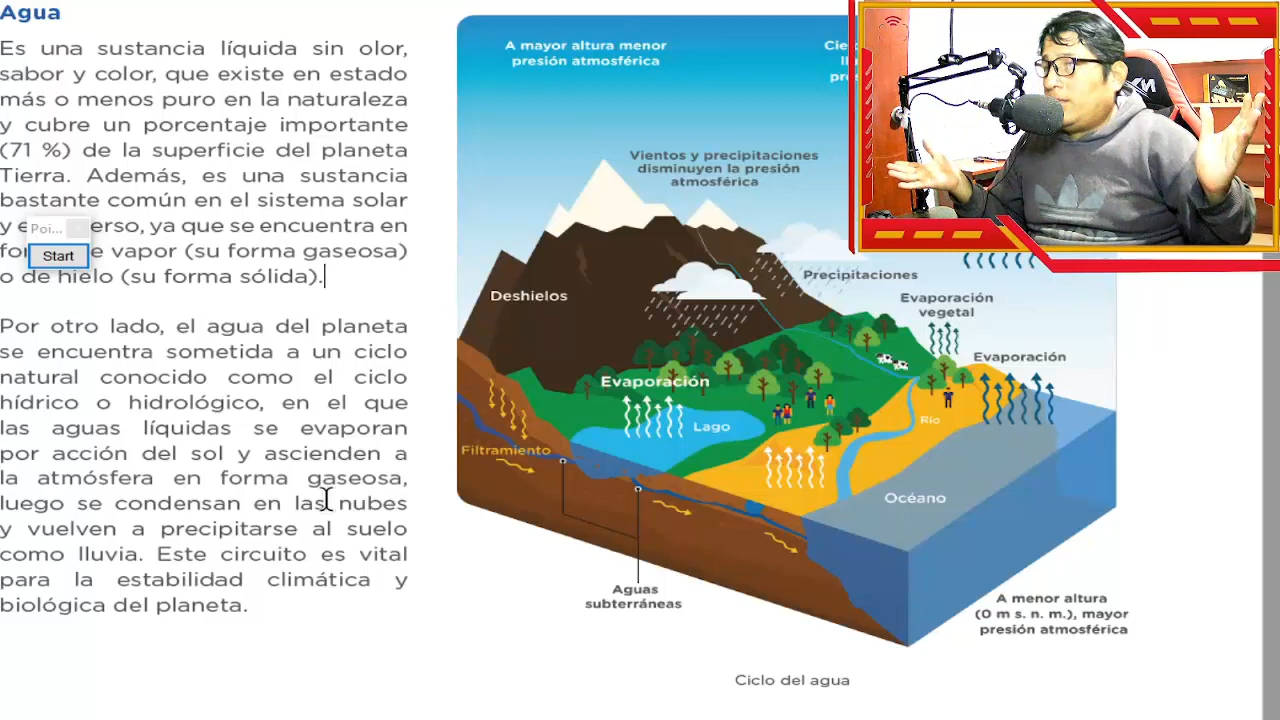 Agua
Es una sustancia líquida sin olor,
sabor y color, que existe en estado
más o menos puro en la naturaleza
y cubre un porcentaje importante
(71 %) de la superficie del planeta
Tierra. Además, es una sustancia
bastante común en el sistema solar
y erso, ya que se encuentra en
vapor (su forma gaseosa)
o de hielo (su forma sólida).
Poi...
Start
Por otro lado, el agua del planeta
se encuentra sometida a un ciclo
natural conocido como el ciclo
hídrico o hidrológico, en el que
las aguas líquidas se evaporan
por acción del sol y ascienden a
la atmósfera en forma gaseosa,
luego se condensan en las nubes
y vuelven a precipitarse al suelo
como lluvia. Este circuito es vital
para la estabilidad climática y
biológica del planeta.
A mayor altura menor
presión atmosférica
Vientos y precipitaciones
disminuyen la presión
atmosférica
Precipitaciones
Deshielos
Evaporación
vegetal
Evaporación
Evaporación
Lago
Río
Filtramiento
Océano
Aguas
subterráneas
A menor altura
(0 m s. n. m.), mayor
presión atmosférica
Ciclo del agua